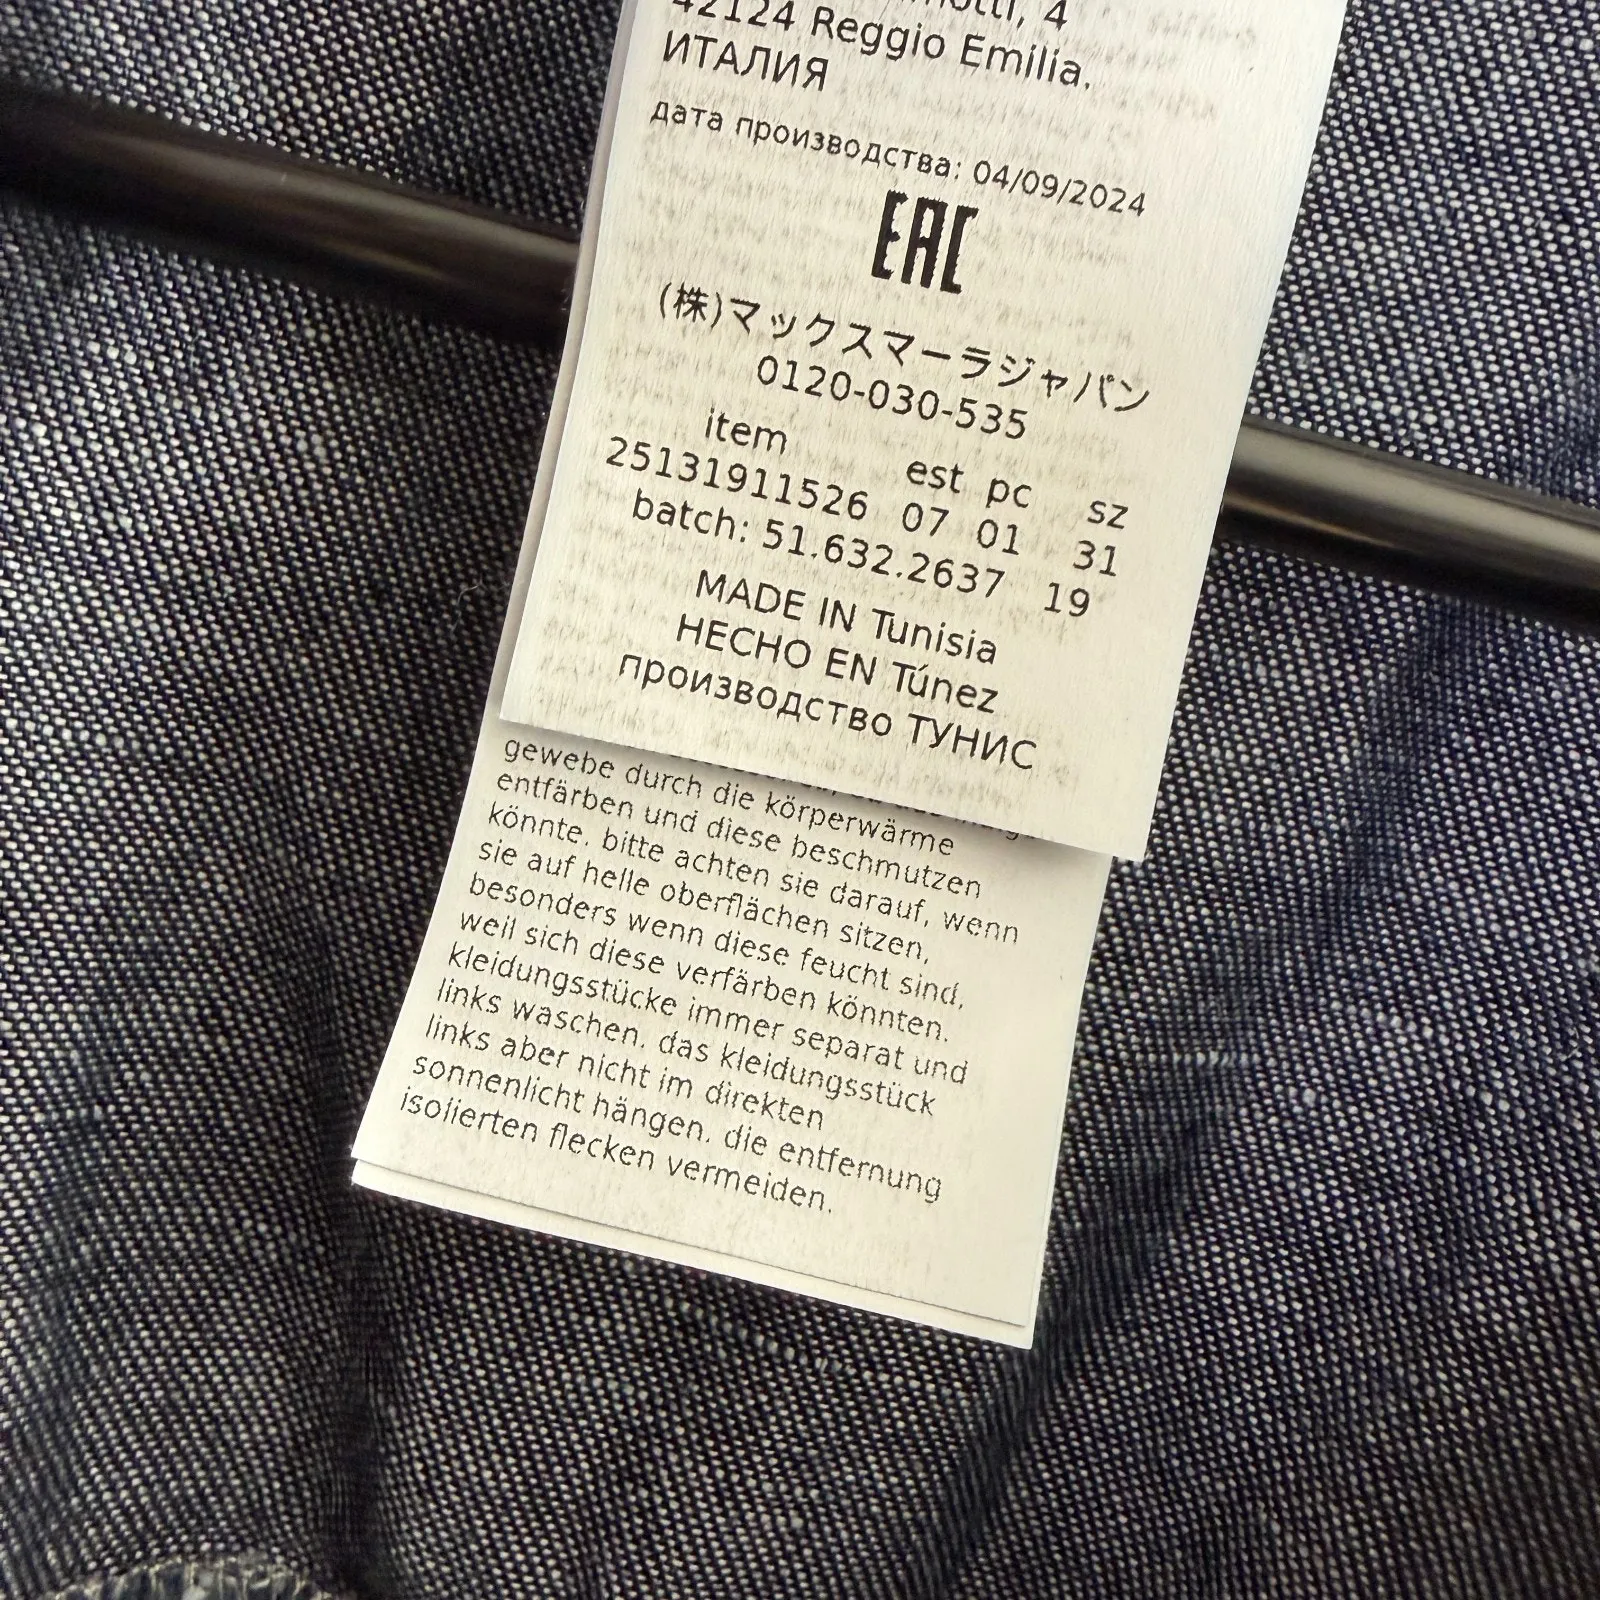 4
42124 Reggio Emilia.
ИТАЛИЯ
дата производства: 04/09/2024
EAC
(株)マックスマーラジャパン
0120-030-535
item est pc sz
25131911526 07 01 31
batch: 51.632.2637 19
MADE IN Tunisia
HECHO EN Túnez
производство ТУНИС
gewebe durch die körperwärme
entfärben und diese beschmutzen
könnte. bitte achten sie darauf, wenn
sie auf helle oberflächen sitzen,
besonders wenn diese feucht sind,
weil sich diese verfärben könnten.
kleidungsstücke immer separat und
links waschen. das kleidungsstück
links aber nicht im direkten
sonnenlicht hängen. die entfernung
isolierten flecken vermeiden.